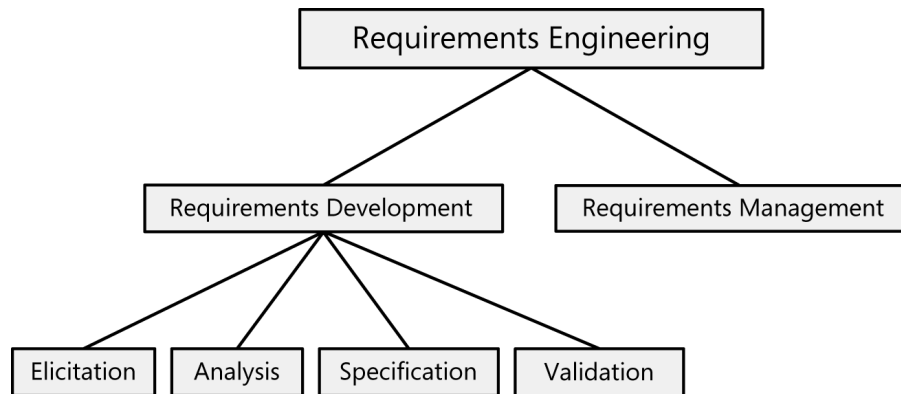 Requirements Engineering
Requirements Development
Requirements Management
Elicitation
Analysis
Specification
Validation